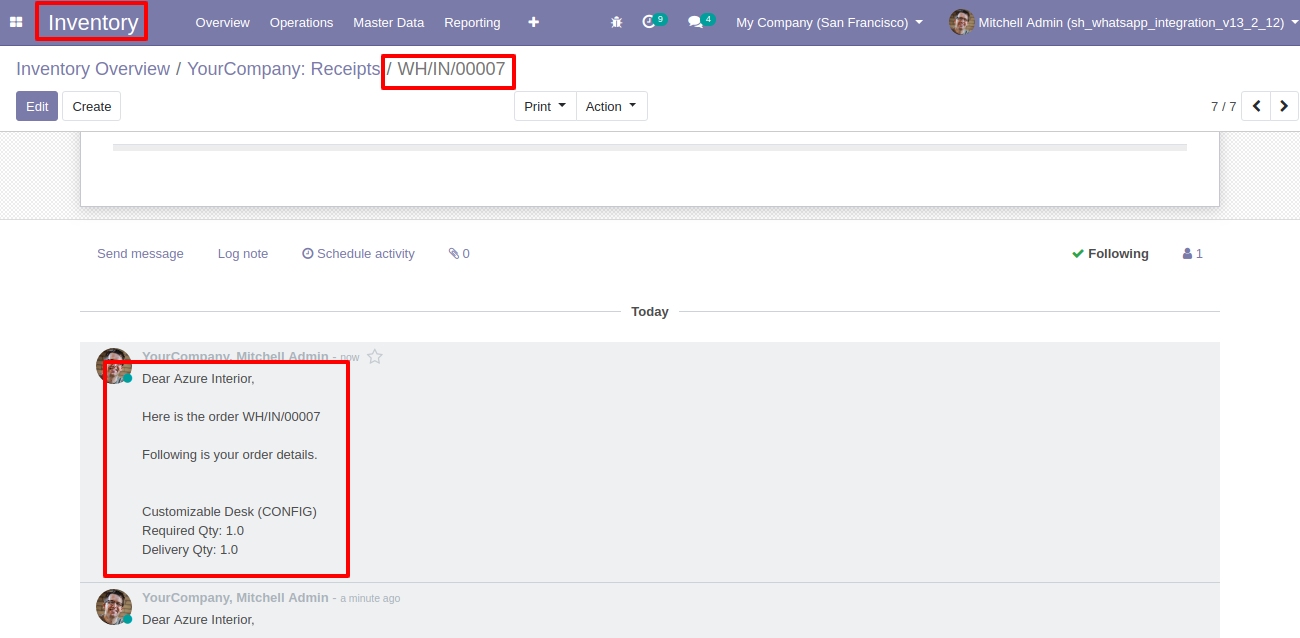 Inventory Overview Operations Master Data Reporting 9 4 My Company (San Francisco) Mitchell Admin (sh_whatsapp_integration_v13_2_12)
Inventory Overview / YourCompany: Receipts / WH/IN/00007
Edit Create Print Action 7 / 7
Send message Log note Schedule activity 0 Following 1
Today
YourCompany, Mitchell Admin - now
Dear Azure Interior,
Here is the order WH/IN/00007
Following is your order details.
Customizable Desk (CONFIG)
Required Qty: 1.0
Delivery Qty: 1.0
YourCompany, Mitchell Admin - a minute ago
Dear Azure Interior,